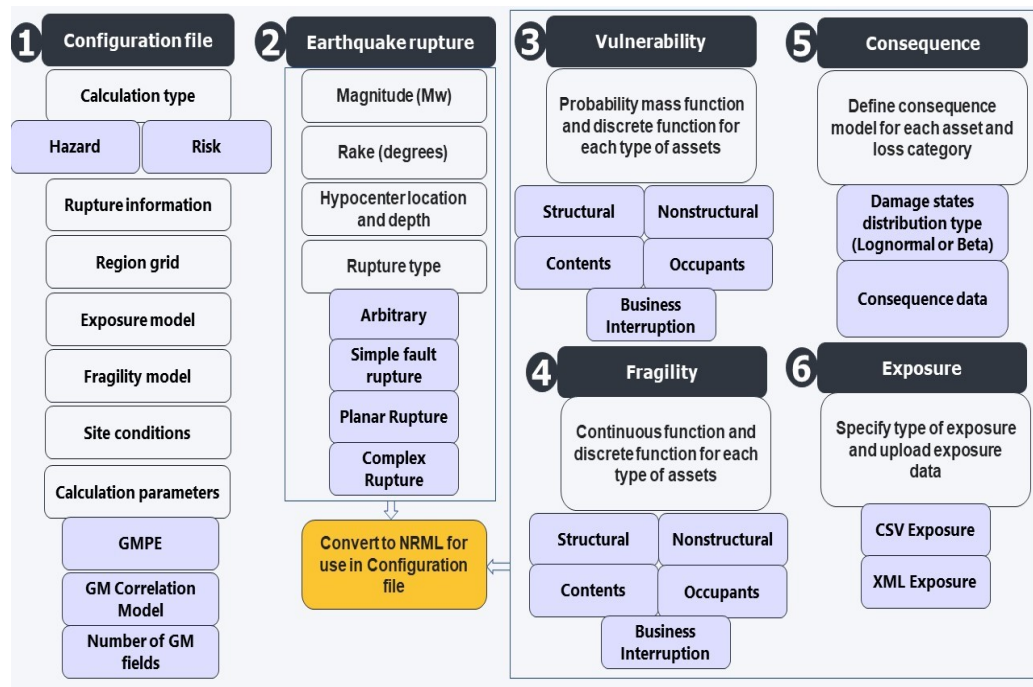 1 Configuration file
Calculation type
Hazard
Risk
Rupture information
Region grid
Exposure model
Fragility model
Site conditions
Calculation parameters
GMPE
GM Correlation
Model
Number of GM
fields
2 Earthquake rupture
Magnitude (Mw)
Rake (degrees)
Hypocenter location
and depth
Rupture type
Arbitrary
Simple fault
rupture
Planar Rupture
Complex
Rupture
Convert to NRML for
use in Configuration
file
3 Vulnerability
Probability mass function
and discrete function for
each type of assets
Structural
Nonstructural
Contents
Occupants
Business
Interruption
4 Fragility
Continuous function and
discrete function for each
type of assets
Structural
Nonstructural
Contents
Occupants
Business
Interruption
5 Consequence
Define consequence
model for each asset and
loss category
Damage states
distribution type
(Lognormal or Beta)
Consequence data
6 Exposure
Specify type of exposure
and upload exposure
data
CSV Exposure
XML Exposure